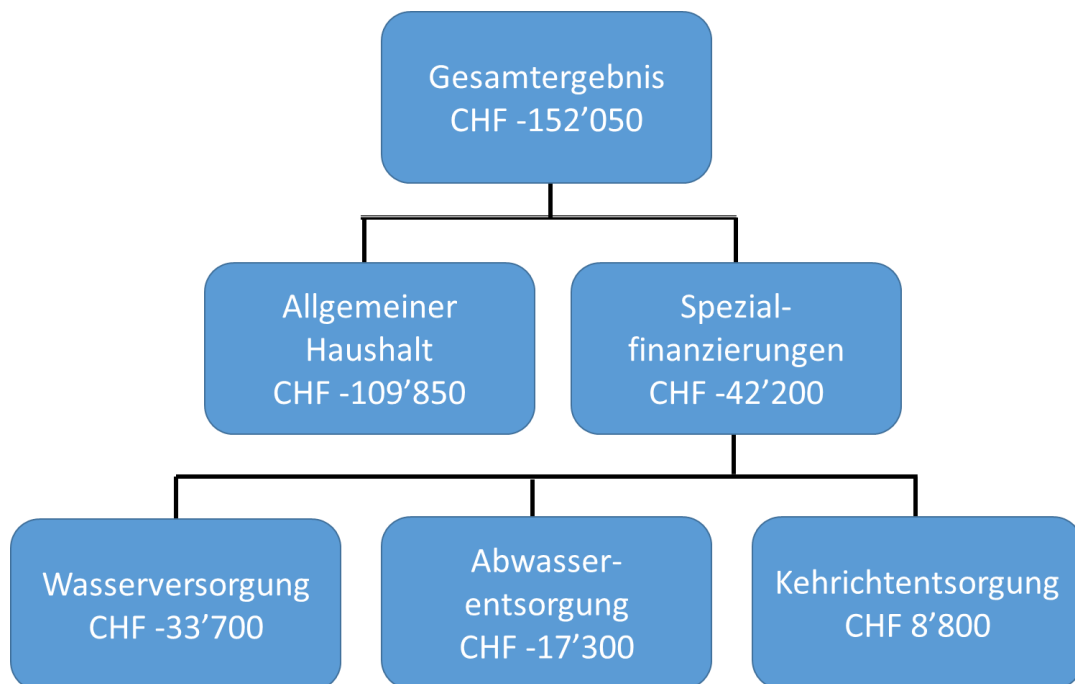 Gesamtergebnis
CHF -152’050
Allgemeiner
Haushalt
CHF -109’850
Spezial-
finanzierungen
CHF -42’200
Wasserversorgung
CHF -33’700
Abwasser-
entsorgung
CHF -17’300
Kehrichtentsorgung
CHF 8’800